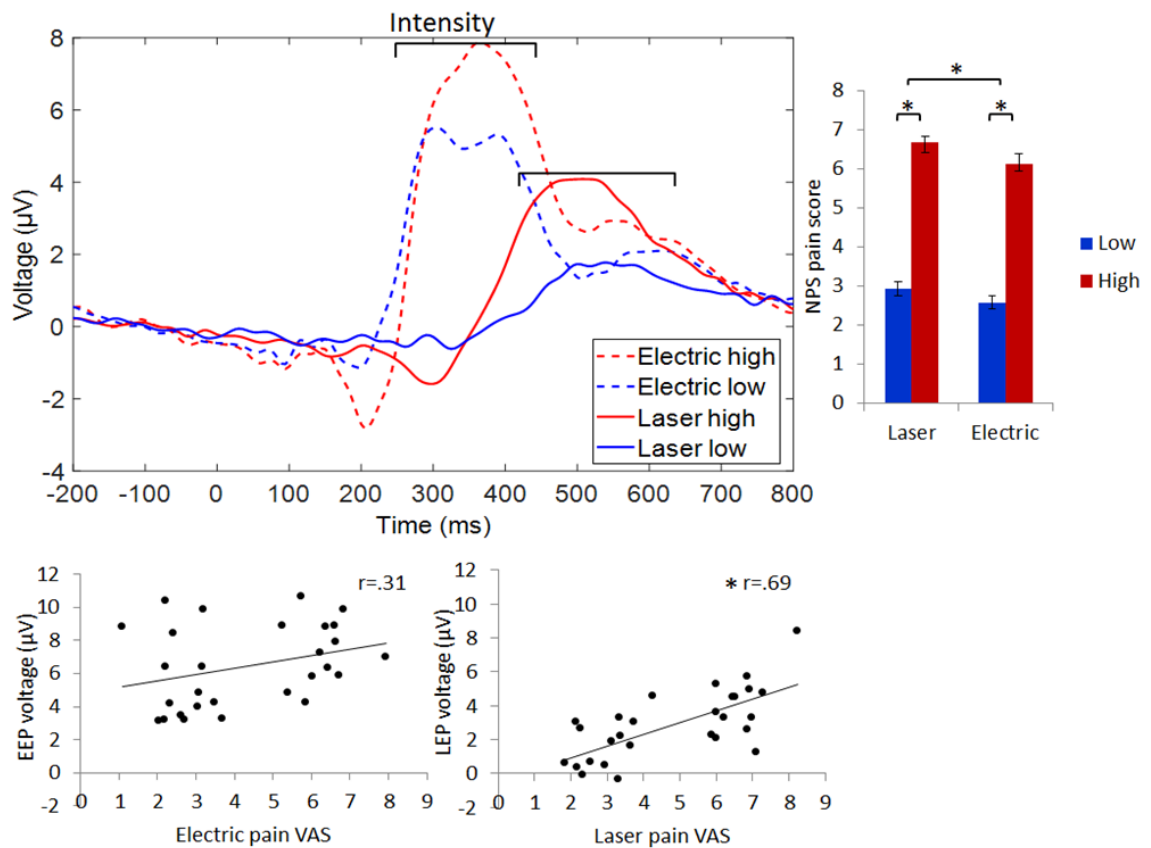 Intensity
8
6
4
2
0
-2
-4
Voltage (µV)
-200 -100 0 100 200 300 400 500 600 700 800
Time (ms)
Electric high
Electric low
Laser high
Laser low
*
* *
8
7
6
5
4
3
2
1
0
NPS pain score
Laser Electric
Low
High
r=.31
12
10
8
6
4
2
0
-2
EEP voltage (µV)
0 1 2 3 4 5 6 7 8 9
Electric pain VAS
* r=.69
12
10
8
6
4
2
0
-2
LEP voltage (µV)
0 1 2 3 4 5 6 7 8 9
Laser pain VAS